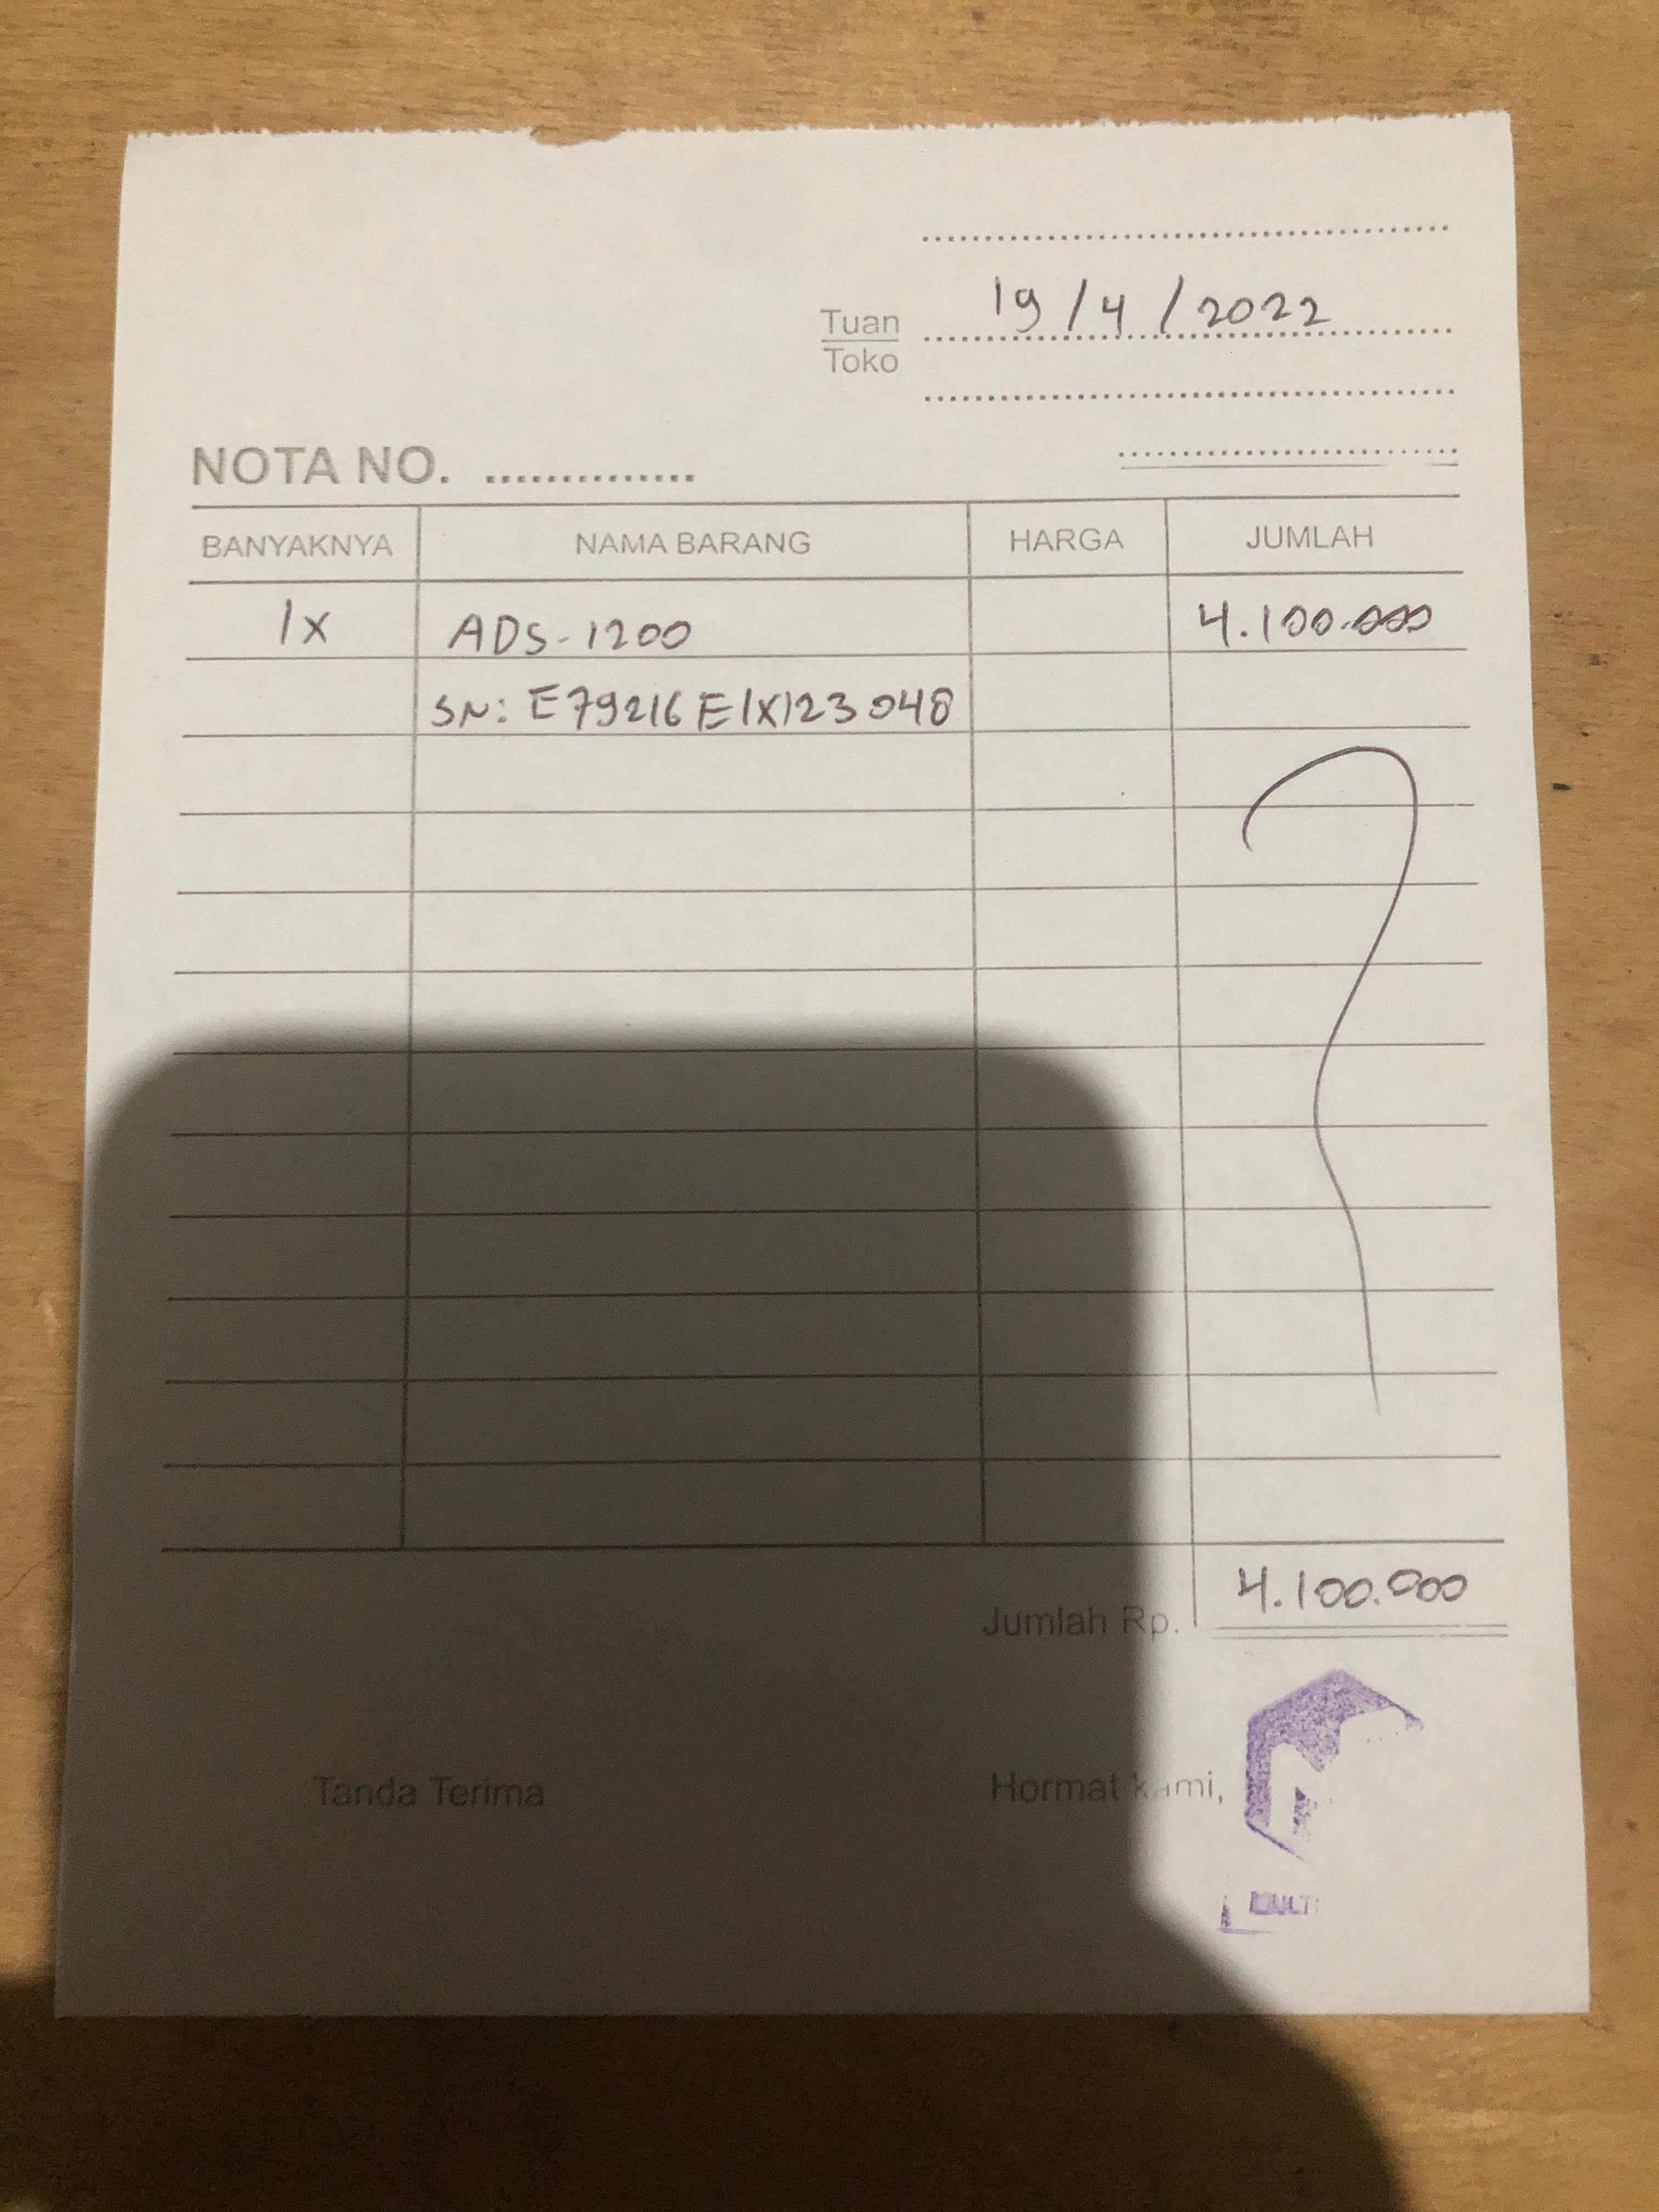 19/4/2022
Tuan
Toko
NOTA NO. ..............
BANYAKNYA NAMA BARANG HARGA JUMLAH
1x ADS-1200 4.100.000
SN: E79216E1X123048
Jumlah Rp. 4.100.000
Tanda Terima Hormat kami,
MULTI